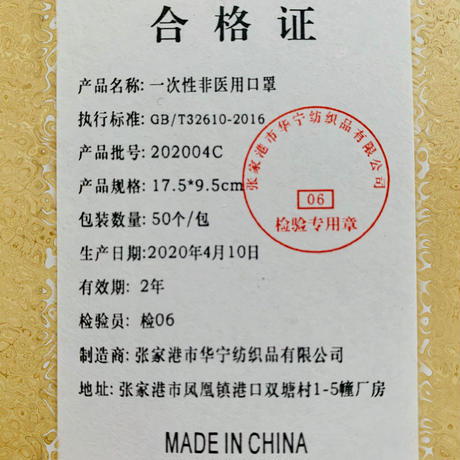 合格证
产品名称: 一次性非医用口罩
执行标准: GB/T32610-2016
产品批号: 202004C
产品规格: 17.5*9.5cm
包装数量: 50个/包
生产日期:2020年4月10日
有效期: 2年
检验员: 检06
制造商: 张家港市华宁纺织品有限公司
地址: 张家港市凤凰镇港口双塘村1-5幢厂房
MADE IN CHINA
张家港市华宁纺织品有限公司
06
检验专用章